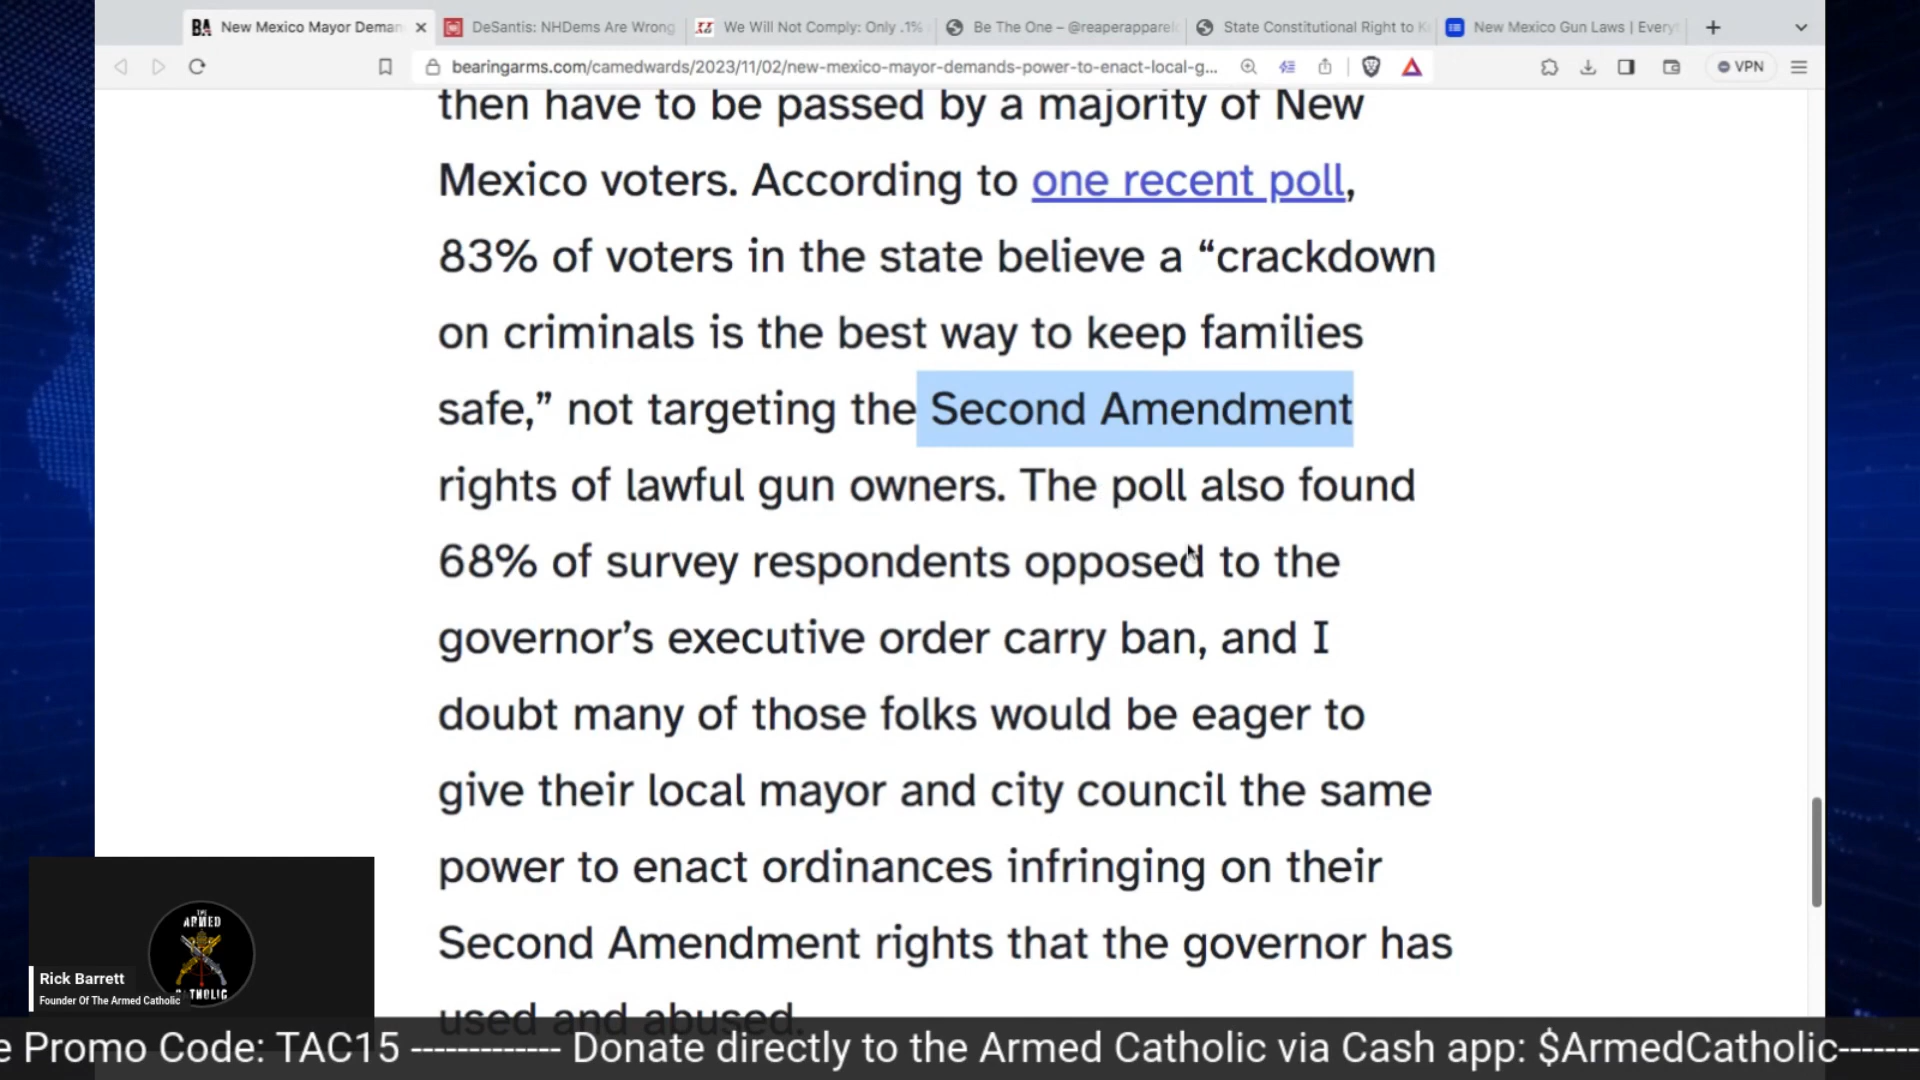 New Mexico Mayor Deman
DeSantis: NHDems Are Wrong
We Will Not Comply: Only .1%
Be The One – @reaperapparel
State Constitutional Right to K
New Mexico Gun Laws | Every
bearingarms.com/camedwards/2023/11/02/new-mexico-mayor-demands-power-to-enact-local-g...
VPN
then have to be passed by a majority of New
Mexico voters. According to one recent poll,
83% of voters in the state believe a “crackdown
on criminals is the best way to keep families
safe,” not targeting the Second Amendment
rights of lawful gun owners. The poll also found
68% of survey respondents opposed to the
governor’s executive order carry ban, and I
doubt many of those folks would be eager to
give their local mayor and city council the same
power to enact ordinances infringing on their
Second Amendment rights that the governor has
used and abused.
THE
ARMED
CATHOLIC
Rick Barrett
Founder Of The Armed Catholic
e Promo Code: TAC15 ------------- Donate directly to the Armed Catholic via Cash app: $ArmedCatholic-------